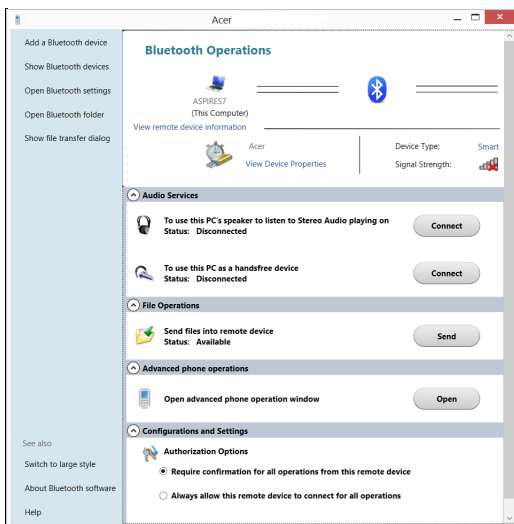 Acer
Add a Bluetooth device
Show Bluetooth devices
Open Bluetooth settings
Open Bluetooth folder
Show file transfer dialog
See also
Switch to large style
About Bluetooth software
Help
Bluetooth Operations
ASPIRES7
(This Computer)
View remote device information
Acer
View Device Properties
Device Type: Smart
Signal Strength:
Audio Services
To use this PC's speaker to listen to Stereo Audio playing on
Status: Disconnected
Connect
To use this PC as a handsfree device
Status: Disconnected
Connect
File Operations
Send files into remote device
Status: Available
Send
Advanced phone operations
Open advanced phone operation window
Open
Configurations and Settings
Authorization Options
Require confirmation for all operations from this remote device
Always allow this remote device to connect for all operations